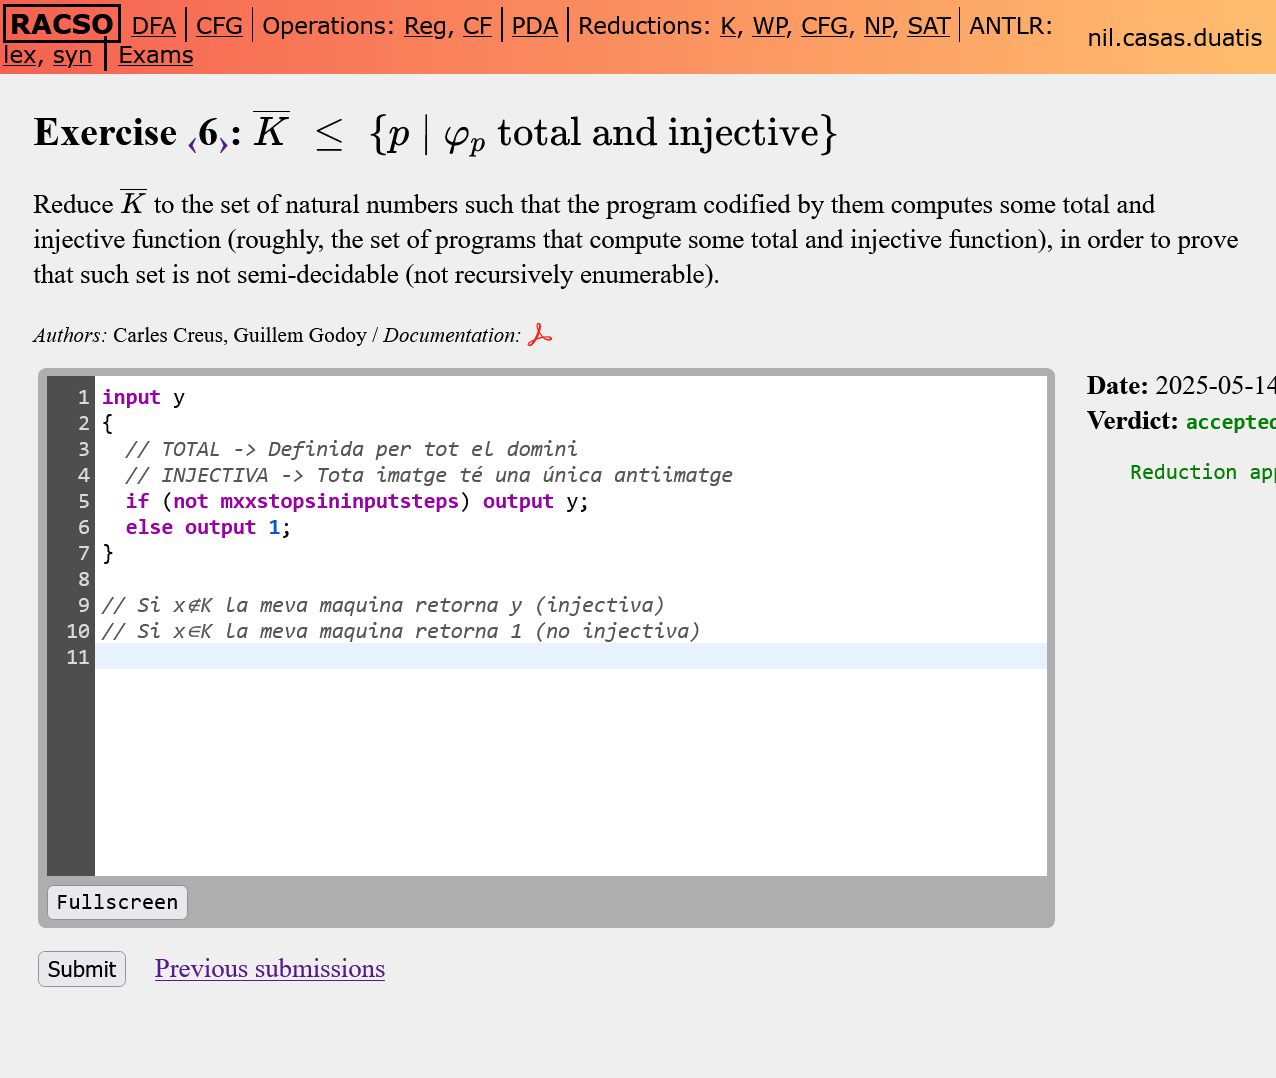 RACSO DFA CFG Operations: Reg, CF PDA Reductions: K, WP, CFG, NP, SAT ANTLR:
lex, syn Exams
nil.casas.duatis
Exercise ‹6›: K̅ ≤ {p | φₚ total and injective}
Reduce K̅ to the set of natural numbers such that the program codified by them computes some total and
injective function (roughly, the set of programs that compute some total and injective function), in order to prove
that such set is not semi-decidable (not recursively enumerable).
Authors: Carles Creus, Guillem Godoy / Documentation:
1 input y
2 {
3 // TOTAL -> Definida per tot el domini
4 // INJECTIVA -> Tota imatge té una única antiimatge
5 if (not mxxstopsininputsteps) output y;
6 else output 1;
7 }
8
9 // Si x∉K la meva maquina retorna y (injectiva)
10 // Si x∈K la meva maquina retorna 1 (no injectiva)
11
Fullscreen
Date: 2025-05-14
Verdict: accepted
Reduction
Submit Previous submissions